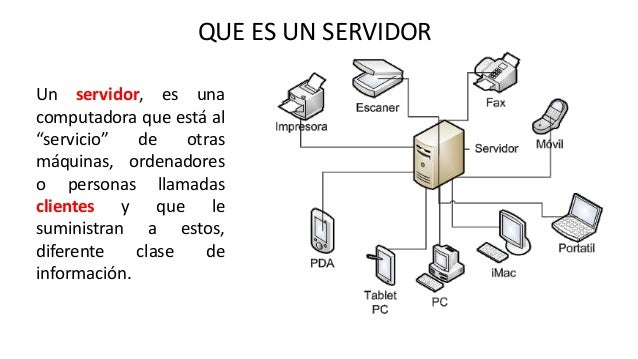 QUE ES UN SERVIDOR
Un servidor, es una
computadora que está al
“servicio” de otras
máquinas, ordenadores
o personas llamadas
clientes y que le
suministran a estos,
diferente clase de
información.
Impresora
Escaner
Fax
Móvil
Servidor
Portatil
iMac
PC
Tablet
PC
PDA